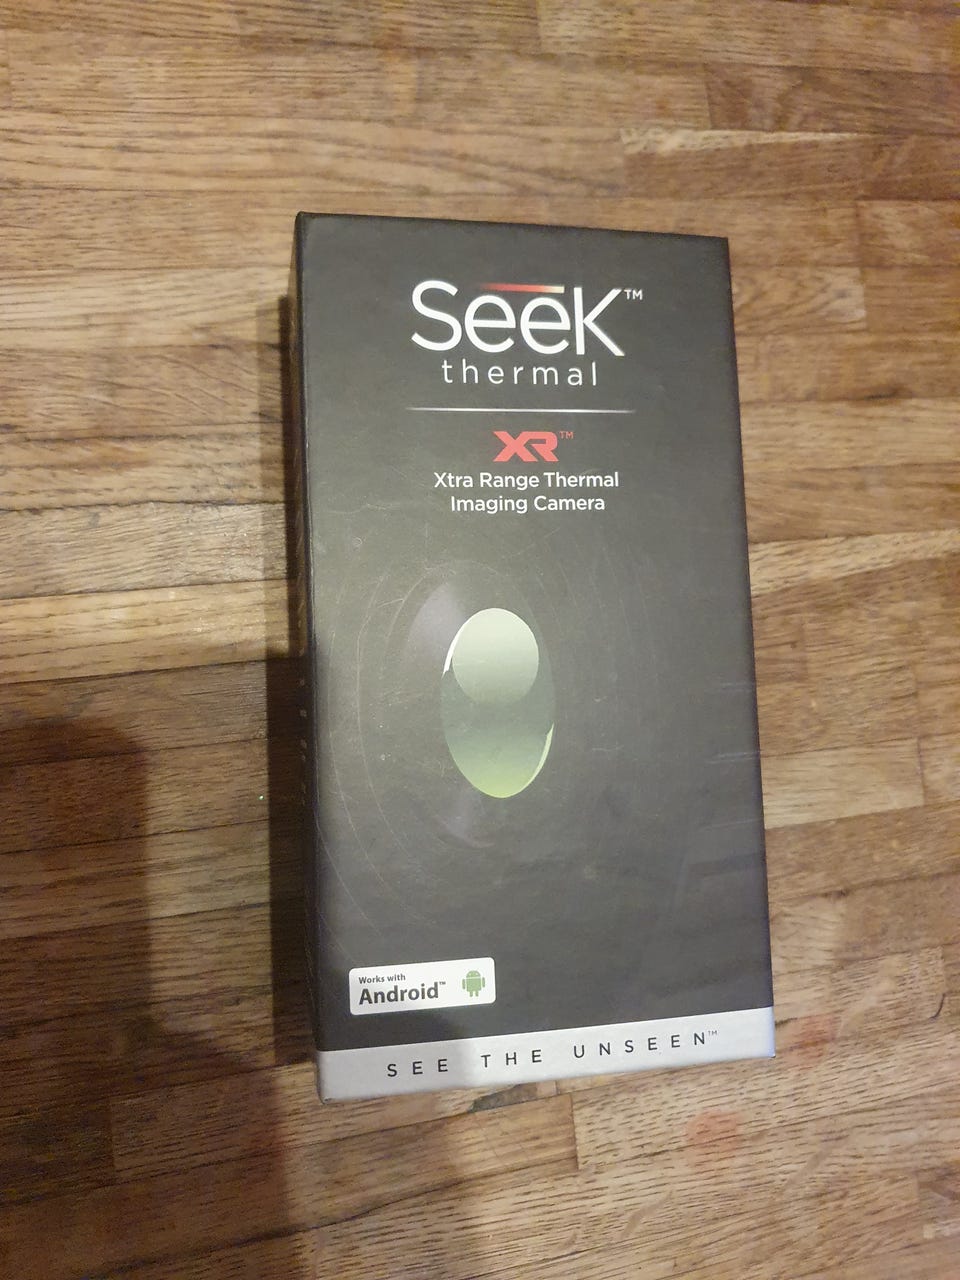 Seek™
thermal
XR™
Xtra Range Thermal
Imaging Camera
Works with
Android™
SEE THE UNSEEN™